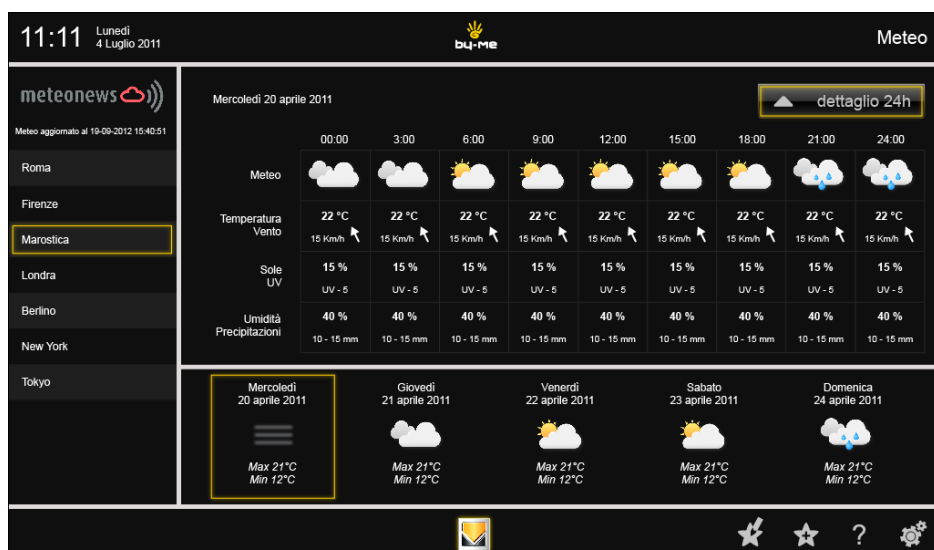 11:11 Lunedì
4 Luglio 2011
by-me
Meteo
meteonews
Meteo aggiornato al 19-09-2012 15:40:51
Roma
Firenze
Marostica
Londra
Berlino
New York
Tokyo
Mercoledì 20 aprile 2011
dettaglio 24h
00:00 3:00 6:00 9:00 12:00 15:00 18:00 21:00 24:00
Meteo
Temperatura 22 °C 22 °C 22 °C 22 °C 22 °C 22 °C 22 °C 22 °C 22 °C
Vento 15 Km/h 15 Km/h 15 Km/h 15 Km/h 15 Km/h 15 Km/h 15 Km/h 15 Km/h 15 Km/h
Sole 15 % 15 % 15 % 15 % 15 % 15 % 15 % 15 % 15 %
UV UV - 5 UV - 5 UV - 5 UV - 5 UV - 5 UV - 5 UV - 5 UV - 5 UV - 5
Umidità 40 % 40 % 40 % 40 % 40 % 40 % 40 % 40 % 40 %
Precipitazioni 10 - 15 mm 10 - 15 mm 10 - 15 mm 10 - 15 mm 10 - 15 mm 10 - 15 mm 10 - 15 mm 10 - 15 mm 10 - 15 mm
Mercoledì Giovedì Venerdì Sabato Domenica
20 aprile 2011 21 aprile 2011 22 aprile 2011 23 aprile 2011 24 aprile 2011
Max 21°C Max 21°C Max 21°C Max 21°C Max 21°C
Min 12°C Min 12°C Min 12°C Min 12°C Min 12°C
?